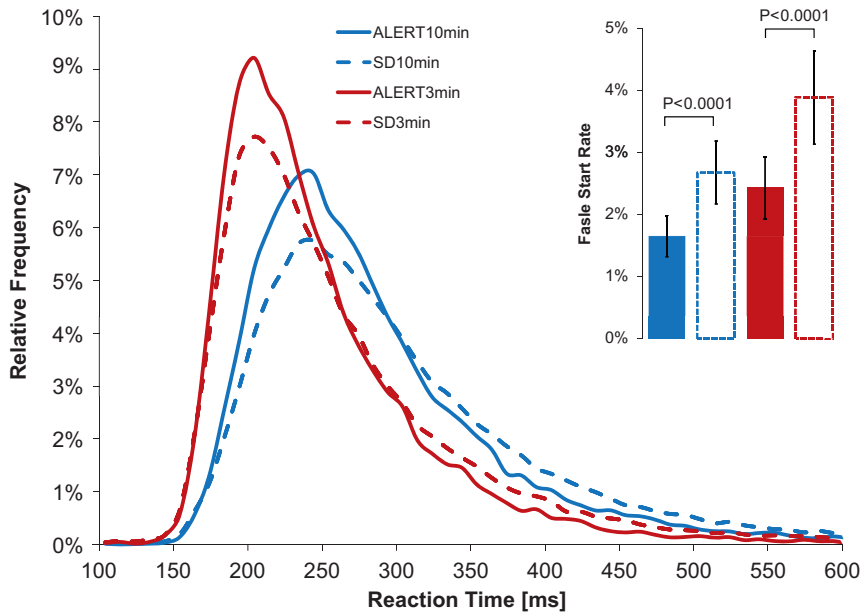 10%
9%
8%
7%
6%
5%
4%
3%
2%
1%
0%
Relative Frequency
100 150 200 250 300 350 400 450 500 550 600
Reaction Time [ms]
ALERT10min
SD10min
ALERT3min
SD3min
5%
4%
3%
2%
1%
0%
Fasle Start Rate
P<0.0001
P<0.0001